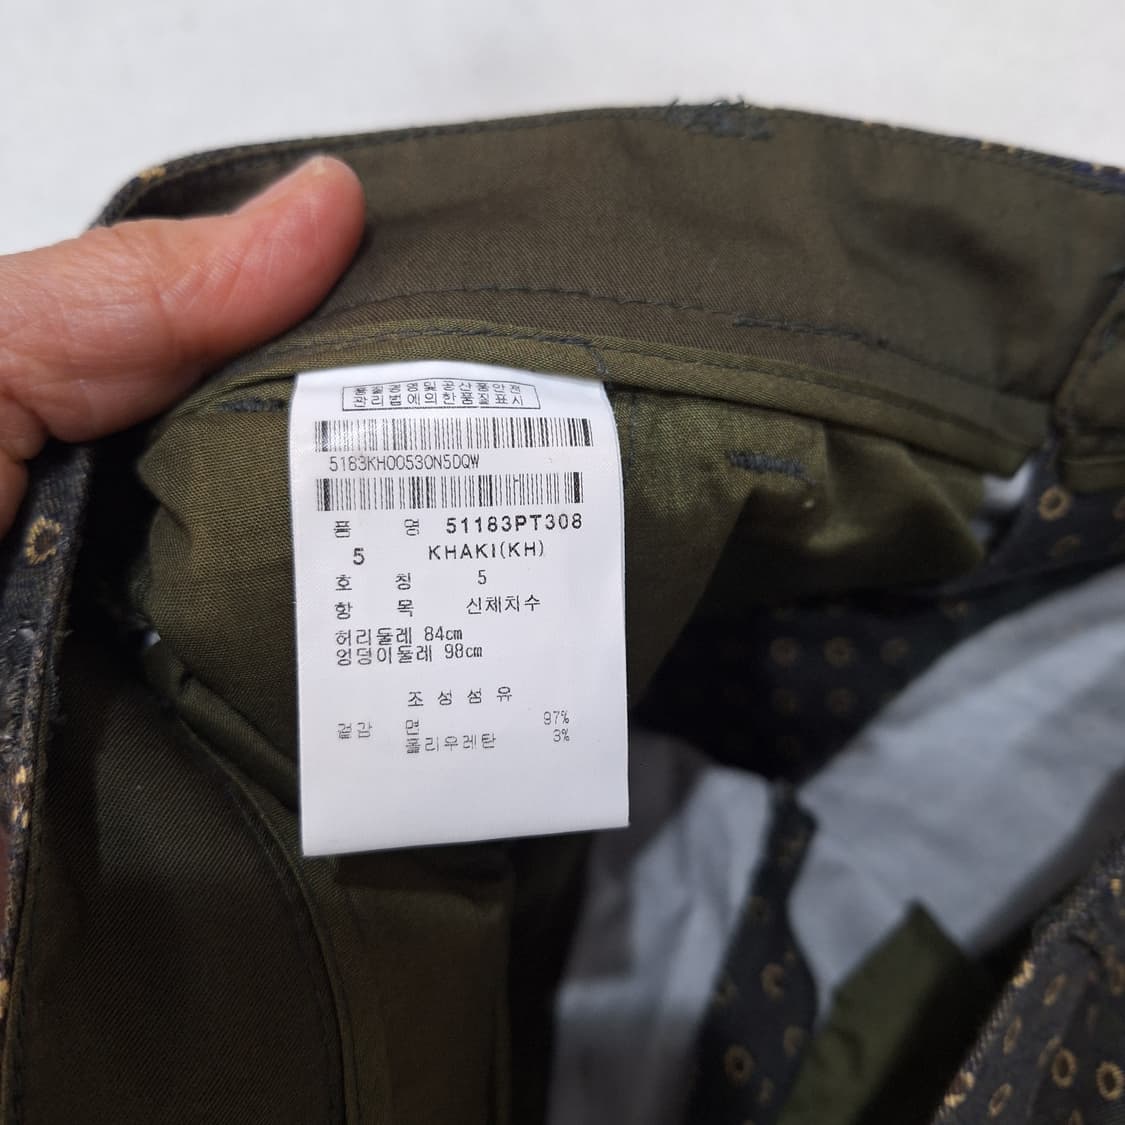 품질경영및공산품안전
관리법에의한품질표시
5183KH00530N5DQW
품 명 51183PT308
5 KHAKI(KH)
호 칭 5
항 목 신체치수
허리둘레 84cm
엉덩이둘레 98cm
조 성 섬 유
겉감 면 97%
폴리우레탄 3%